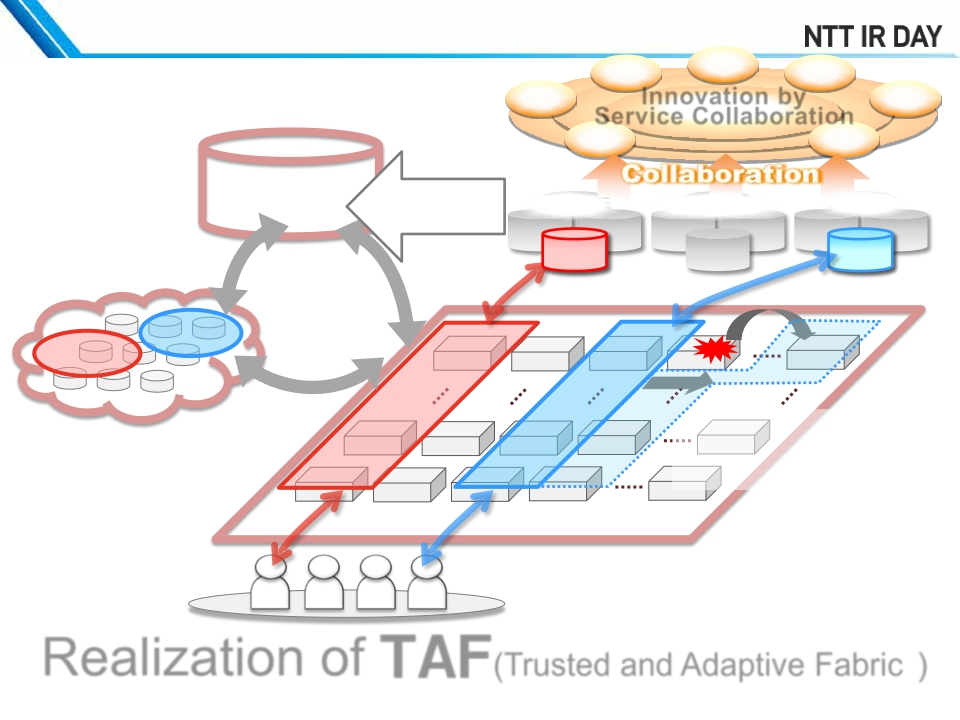 NTT IR DAY
Innovation by
Service Collaboration
Collaboration
Realization of TAF (Trusted and Adaptive Fabric )